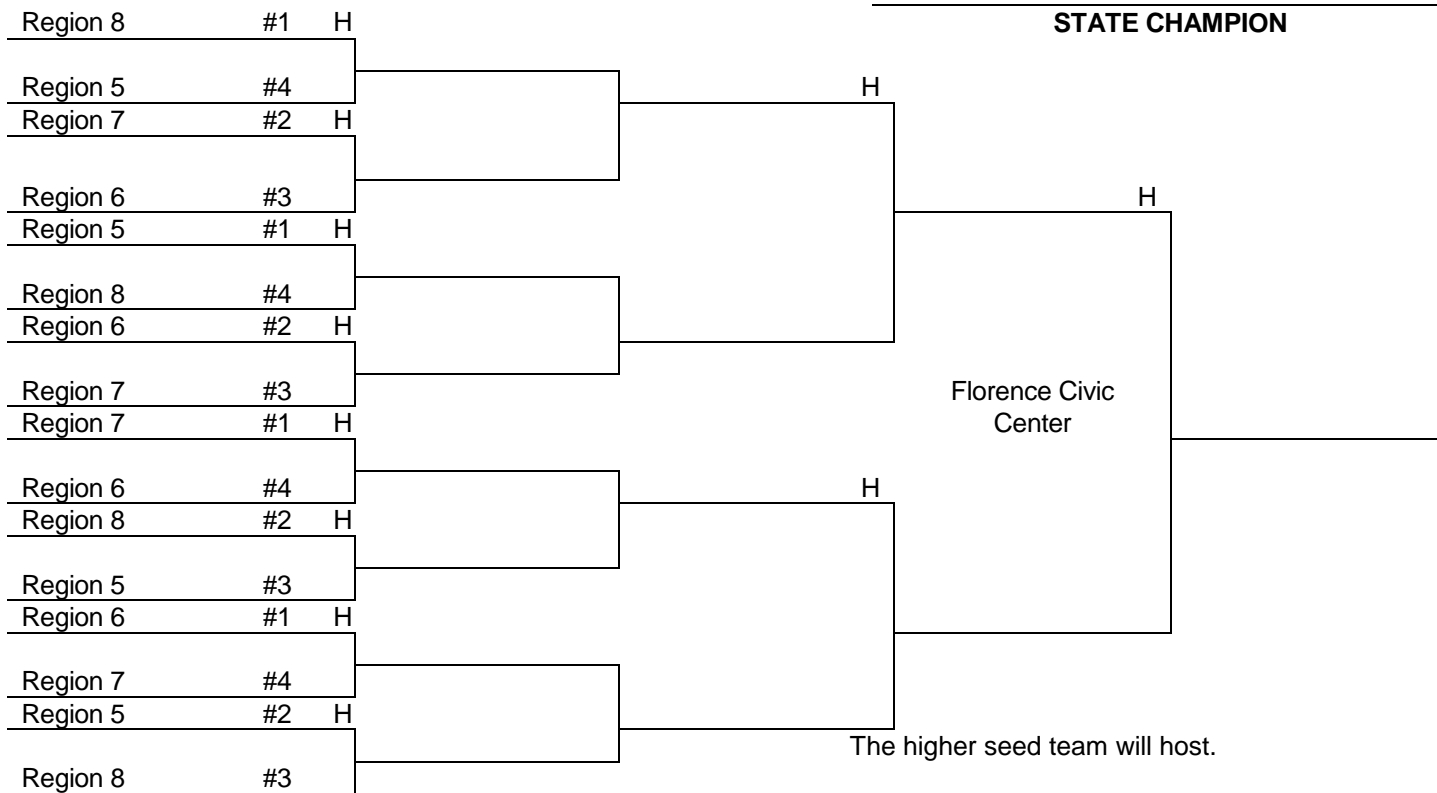 Region 8 #1 H
STATE CHAMPION
Region 5 #4 H
Region 7 #2 H
Region 6 #3 H
Region 5 #1 H
Region 8 #4
Region 6 #2 H
Region 7 #3
Florence Civic
Region 7 #1 H
Center
Region 6 #4 H
Region 8 #2 H
Region 5 #3
Region 6 #1 H
Region 7 #4
Region 5 #2 H
The higher seed team will host.
Region 8 #3